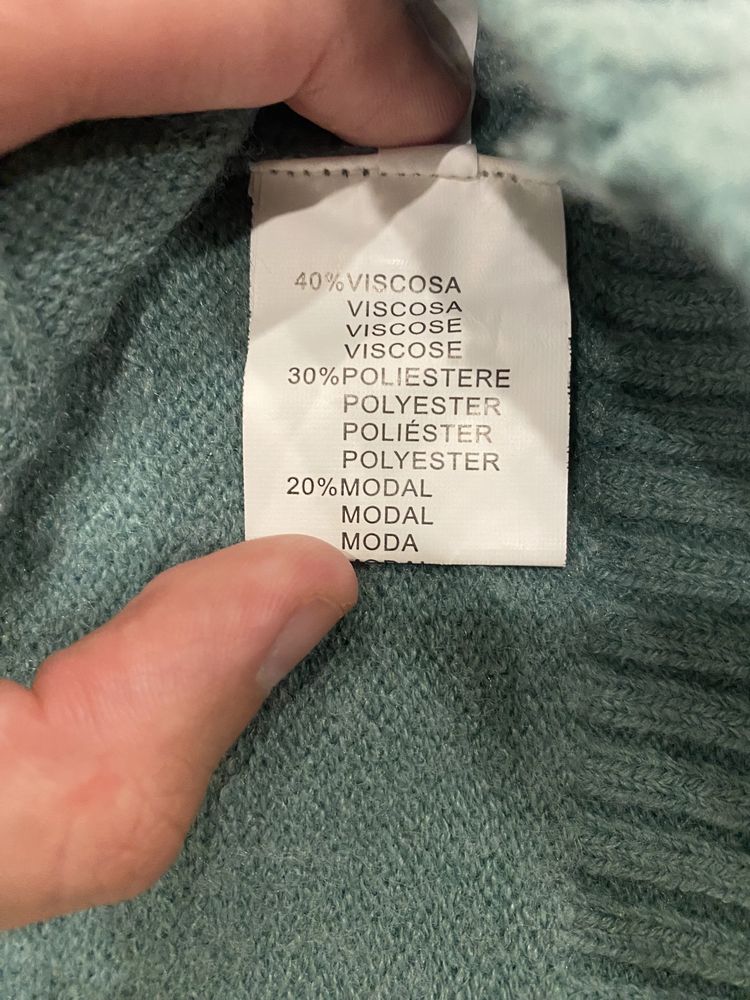 40%VISCOSA
VISCOSA
VISCOSE
VISCOSE
30%POLIESTERE
POLYESTER
POLIÉSTER
POLYESTER
20%MODAL
MODAL
MODA